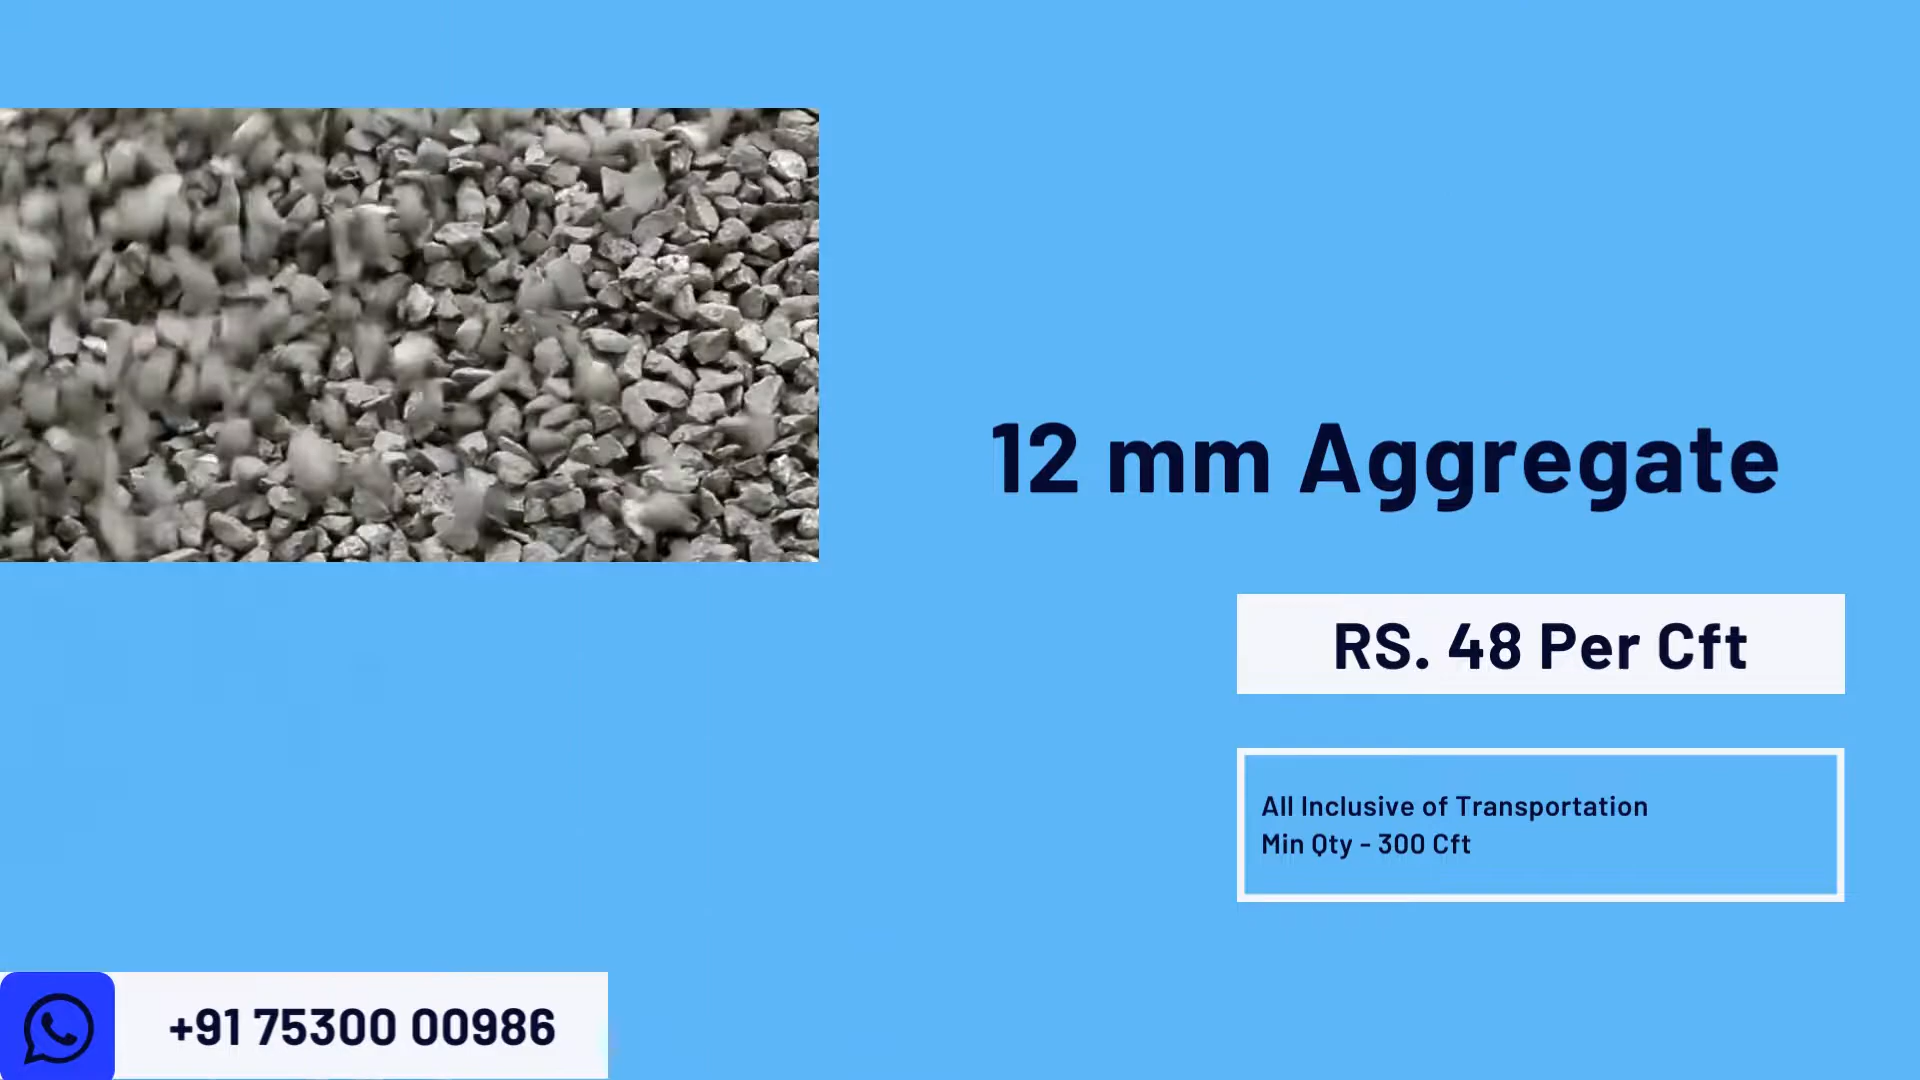 12 mm Aggregate
RS. 48 Per Cft
All Inclusive of Transportation
Min Qty - 300 Cft
+91 75300 00986